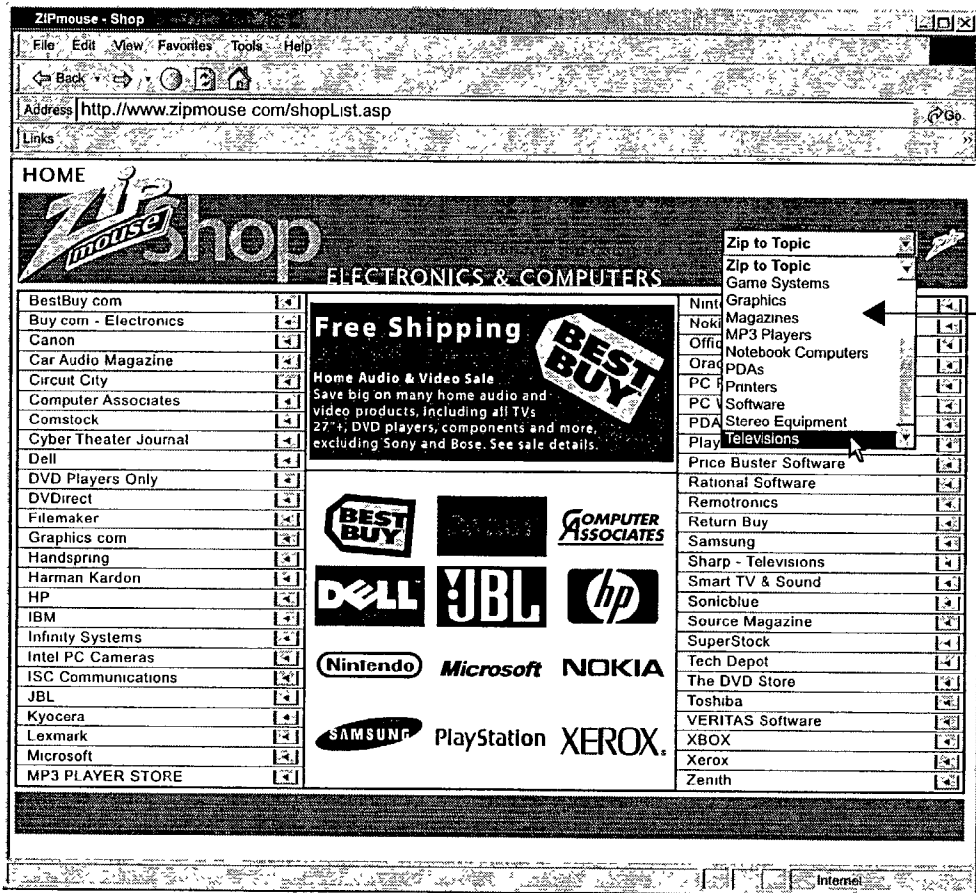 ZIPmouse - Shop
File Edit View Favorites Tools Help
Back
Address http.//www.zipmouse com/shopList.asp
Go
Links
HOME
Zip mouse Shop
ELECTRONICS & COMPUTERS
Zip to Topic
Zip to Topic
Game Systems
Graphics
Magazines
MP3 Players
Notebook Computers
PDAs
Printers
Software
Stereo Equipment
Televisions
BestBuy com
Buy com - Electronics
Canon
Car Audio Magazine
Circuit City
Computer Associates
Comstock
Cyber Theater Journal
Dell
DVD Players Only
DVDirect
Filemaker
Graphics com
Handspring
Harman Kardon
HP
IBM
Infinity Systems
Intel PC Cameras
ISC Communications
JBL
Kyocera
Lexmark
Microsoft
MP3 PLAYER STORE
Free Shipping
BEST
BUY
Home Audio & Video Sale
Save big on many home audio and
video products, including all TVs
27"+, DVD players, components and more,
excluding Sony and Bose. See sale details.
BEST
BUY
COMPUTER
ASSOCIATES
DELL JBL hp
Nintendo Microsoft NOKIA
SAMSUNG PlayStation XEROX
Nint
Noki
Offic
Orac
PC
PC
PDA
Play
Price Buster Software
Rational Software
Remotronics
Return Buy
Samsung
Sharp - Televisions
Smart TV & Sound
Sonicblue
Source Magazine
SuperStock
Tech Depot
The DVD Store
Toshiba
VERITAS Software
XBOX
Xerox
Zenith
Internet